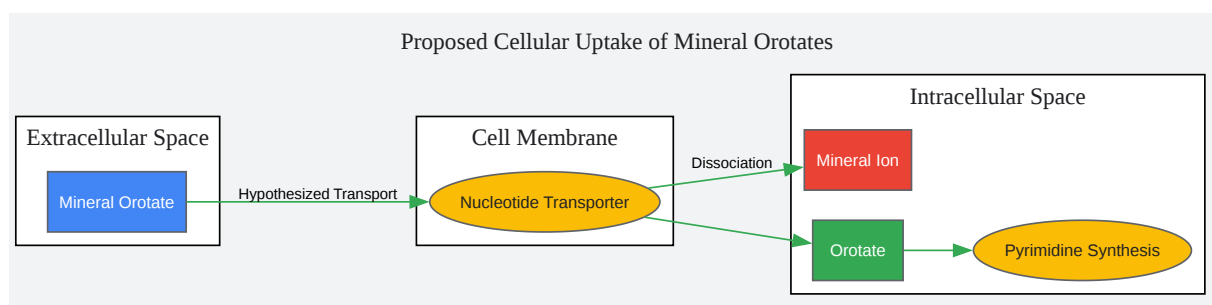 Proposed Cellular Uptake of Mineral Orotates
Extracellular Space
Mineral Orotate
Hypothesized Transport
Cell Membrane
Nucleotide Transporter
Dissociation
Intracellular Space
Mineral Ion
Orotate
Pyrimidine Synthesis